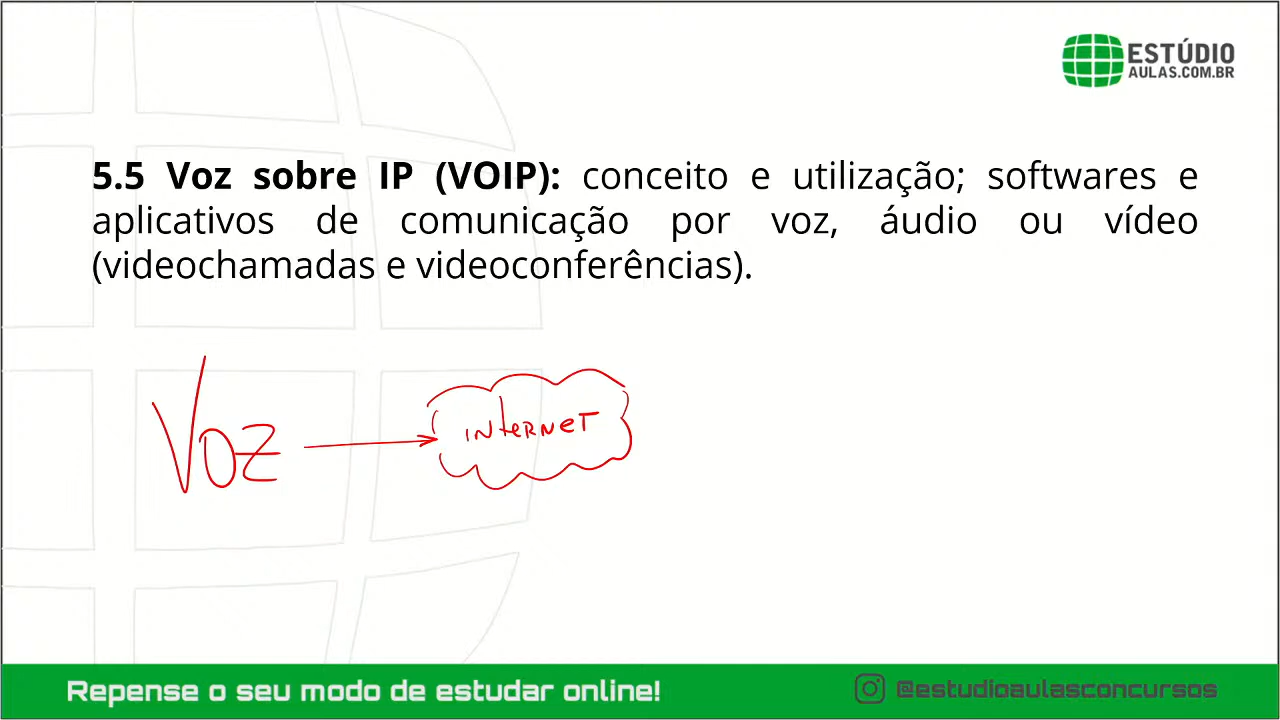 ESTÚDIO
AULAS.COM.BR
5.5 Voz sobre IP (VOIP): conceito e utilização; softwares e
aplicativos de comunicação por voz, áudio ou vídeo
(videochamadas e videoconferências).
Voz
INterNeT
Repense o seu modo de estudar online!
@estudioaulasconcursos